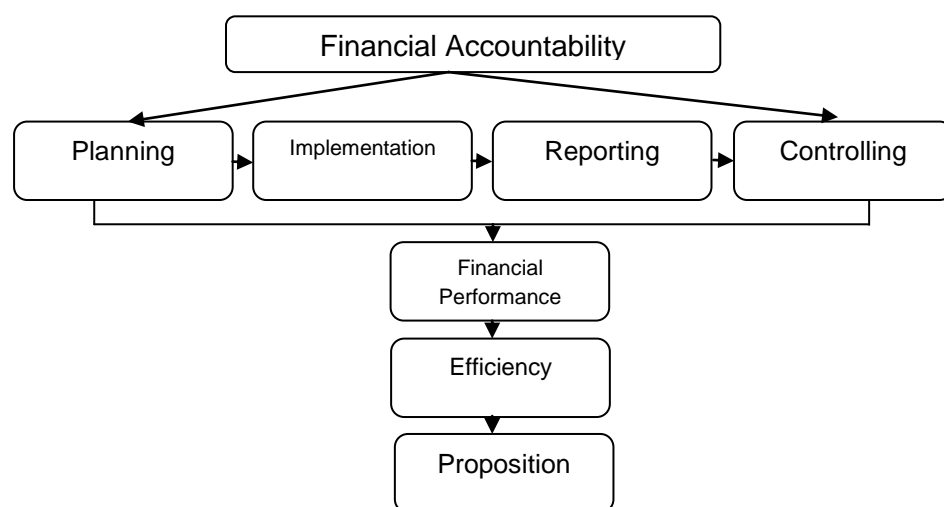 Financial Accountability
Planning
Implementation
Reporting
Controlling
Financial
Performance
Efficiency
Proposition